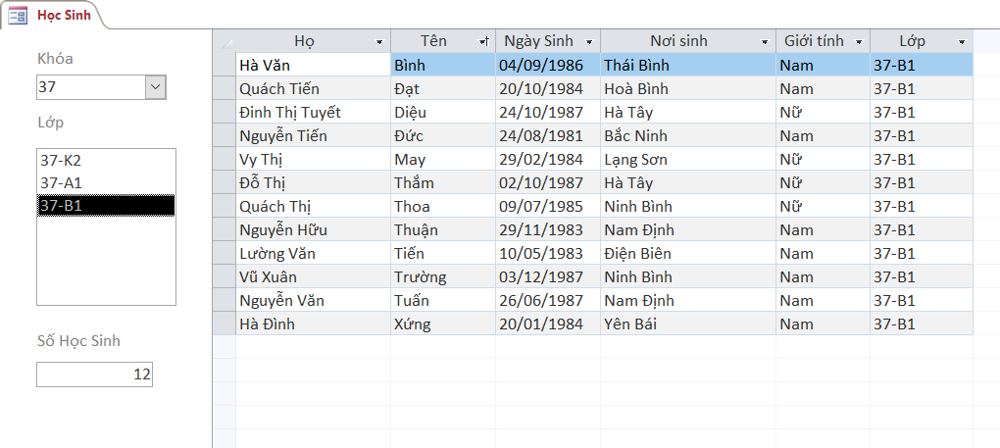 Học Sinh
Khóa
37
Lớp
37-K2
37-A1
37-B1
Số Học Sinh
12
Họ Tên Ngày Sinh Nơi sinh Giới tính Lớp
Hà Văn Bình 04/09/1986 Thái Bình Nam 37-B1
Quách Tiến Đạt 20/10/1984 Hoà Bình Nam 37-B1
Đinh Thị Tuyết Diệu 24/10/1987 Hà Tây Nữ 37-B1
Nguyễn Tiến Đức 24/08/1981 Bắc Ninh Nam 37-B1
Vy Thị May 29/02/1984 Lạng Sơn Nữ 37-B1
Đỗ Thị Thắm 02/10/1987 Hà Tây Nữ 37-B1
Quách Thị Thoa 09/07/1985 Ninh Bình Nữ 37-B1
Nguyễn Hữu Thuận 29/11/1983 Nam Định Nam 37-B1
Lường Văn Tiến 10/05/1983 Điện Biên Nam 37-B1
Vũ Xuân Trường 03/12/1987 Ninh Bình Nam 37-B1
Nguyễn Văn Tuấn 26/06/1987 Nam Định Nam 37-B1
Hà Đình Xứng 20/01/1984 Yên Bái Nam 37-B1